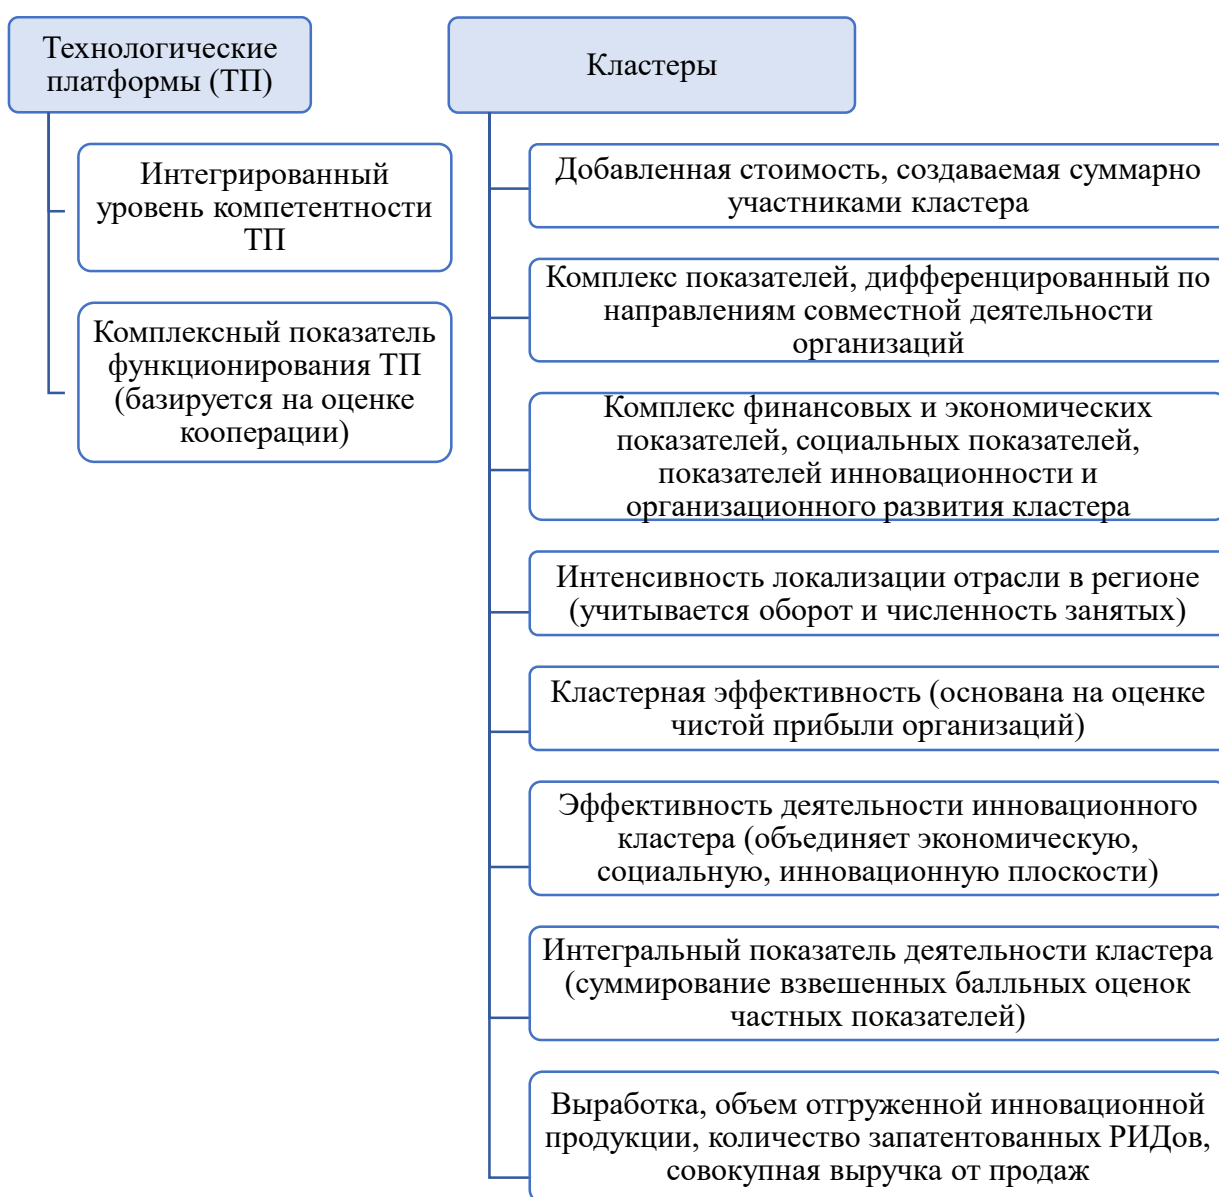 Технологические
платформы (ТП)
Интегрированный
уровень компетентности
ТП
Комплексный показатель
функционирования ТП
(базируется на оценке
кооперации)
Кластеры
Добавленная стоимость, создаваемая суммарно
участниками кластера
Комплекс показателей, дифференцированный по
направлениям совместной деятельности
организаций
Комплекс финансовых и экономических
показателей, социальных показателей,
показателей инновационности и
организационного развития кластера
Интенсивность локализации отрасли в регионе
(учитывается оборот и численность занятых)
Кластерная эффективность (основана на оценке
чистой прибыли организаций)
Эффективность деятельности инновационного
кластера (объединяет экономическую,
социальную, инновационную плоскости)
Интегральный показатель деятельности кластера
(суммирование взвешенных балльных оценок
частных показателей)
Выработка, объем отгруженной инновационной
продукции, количество запатентованных РИДов,
совокупная выручка от продаж